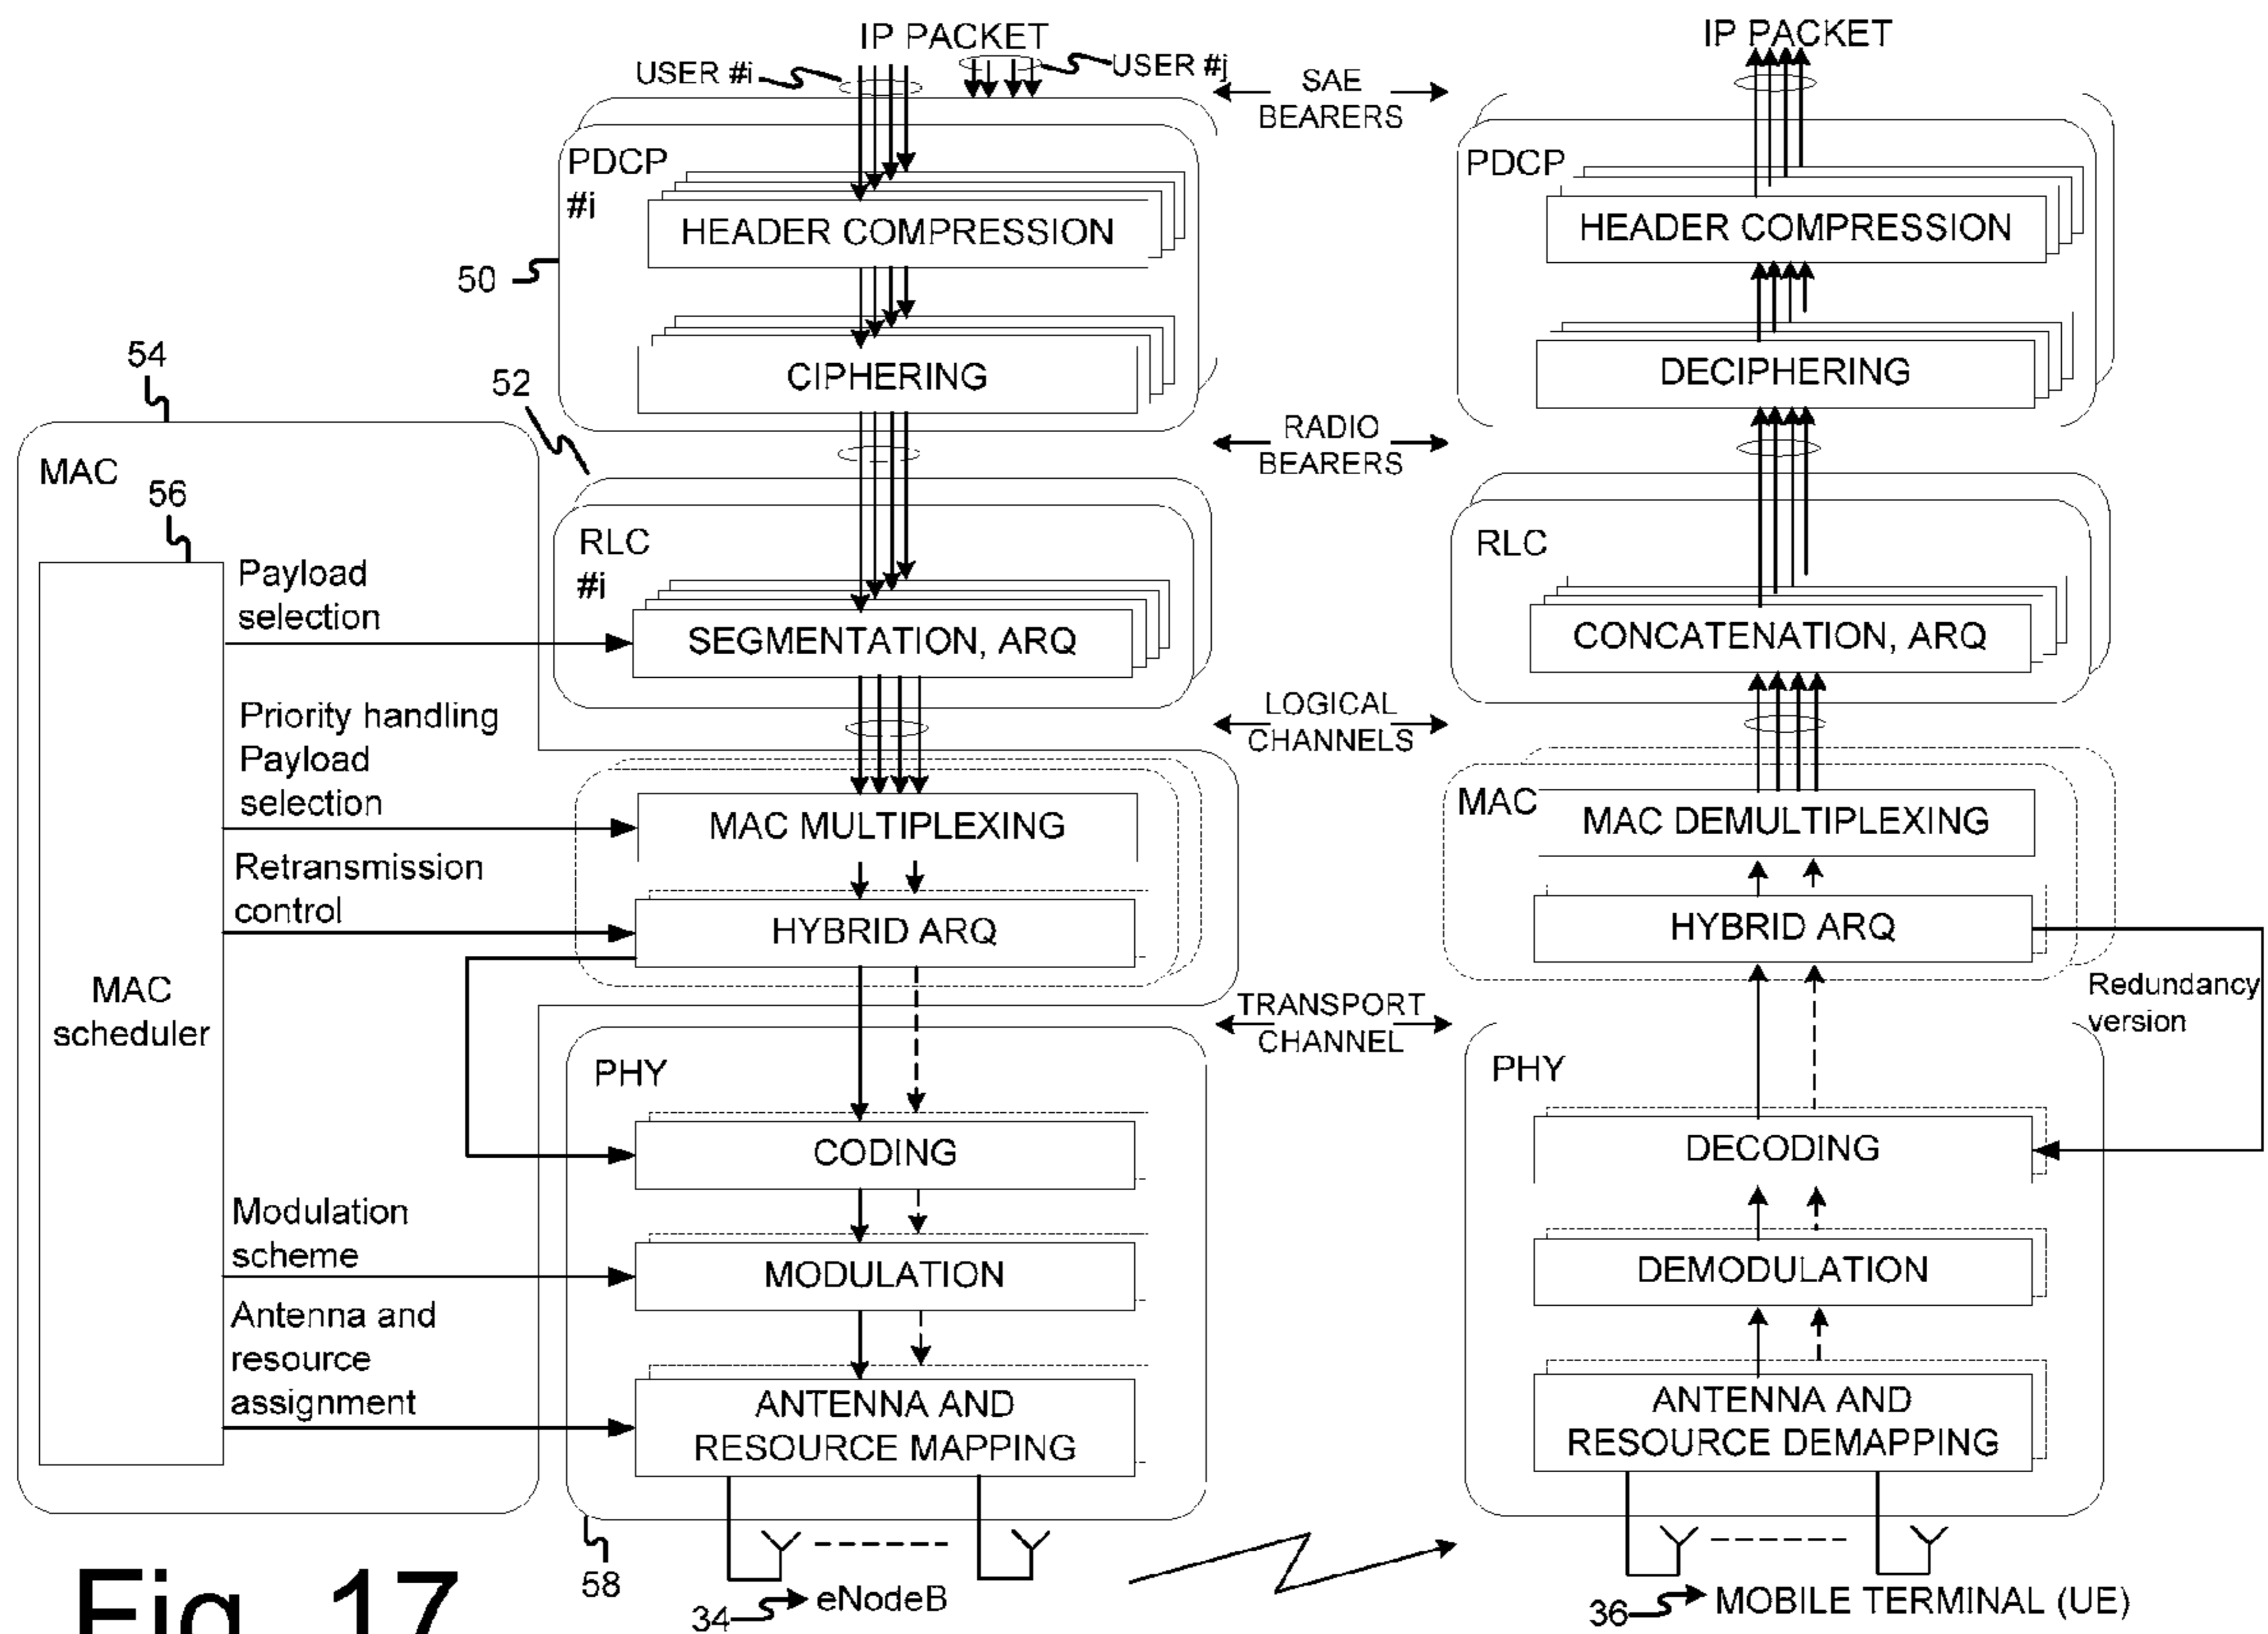 IP PACKET
USER #i
USER #j
PDCP
#i
HEADER COMPRESSION
50
CIPHERING
54
52
MAC
56
RLC
#i
Payload
selection
SEGMENTATION, ARQ
Priority handling
Payload
selection
MAC MULTIPLEXING
Retransmission
control
HYBRID ARQ
MAC
scheduler
PHY
CODING
Modulation
scheme
MODULATION
Antenna and
resource
assignment
ANTENNA AND
RESOURCE MAPPING
58
34
eNodeB
SAE
BEARERS
RADIO
BEARERS
LOGICAL
CHANNELS
TRANSPORT
CHANNEL
IP PACKET
PDCP
HEADER COMPRESSION
DECIPHERING
RLC
CONCATENATION, ARQ
MAC
MAC DEMULTIPLEXING
HYBRID ARQ
Redundancy
version
PHY
DECODING
DEMODULATION
ANTENNA AND
RESOURCE DEMAPPING
36
MOBILE TERMINAL (UE)
Fig. 17